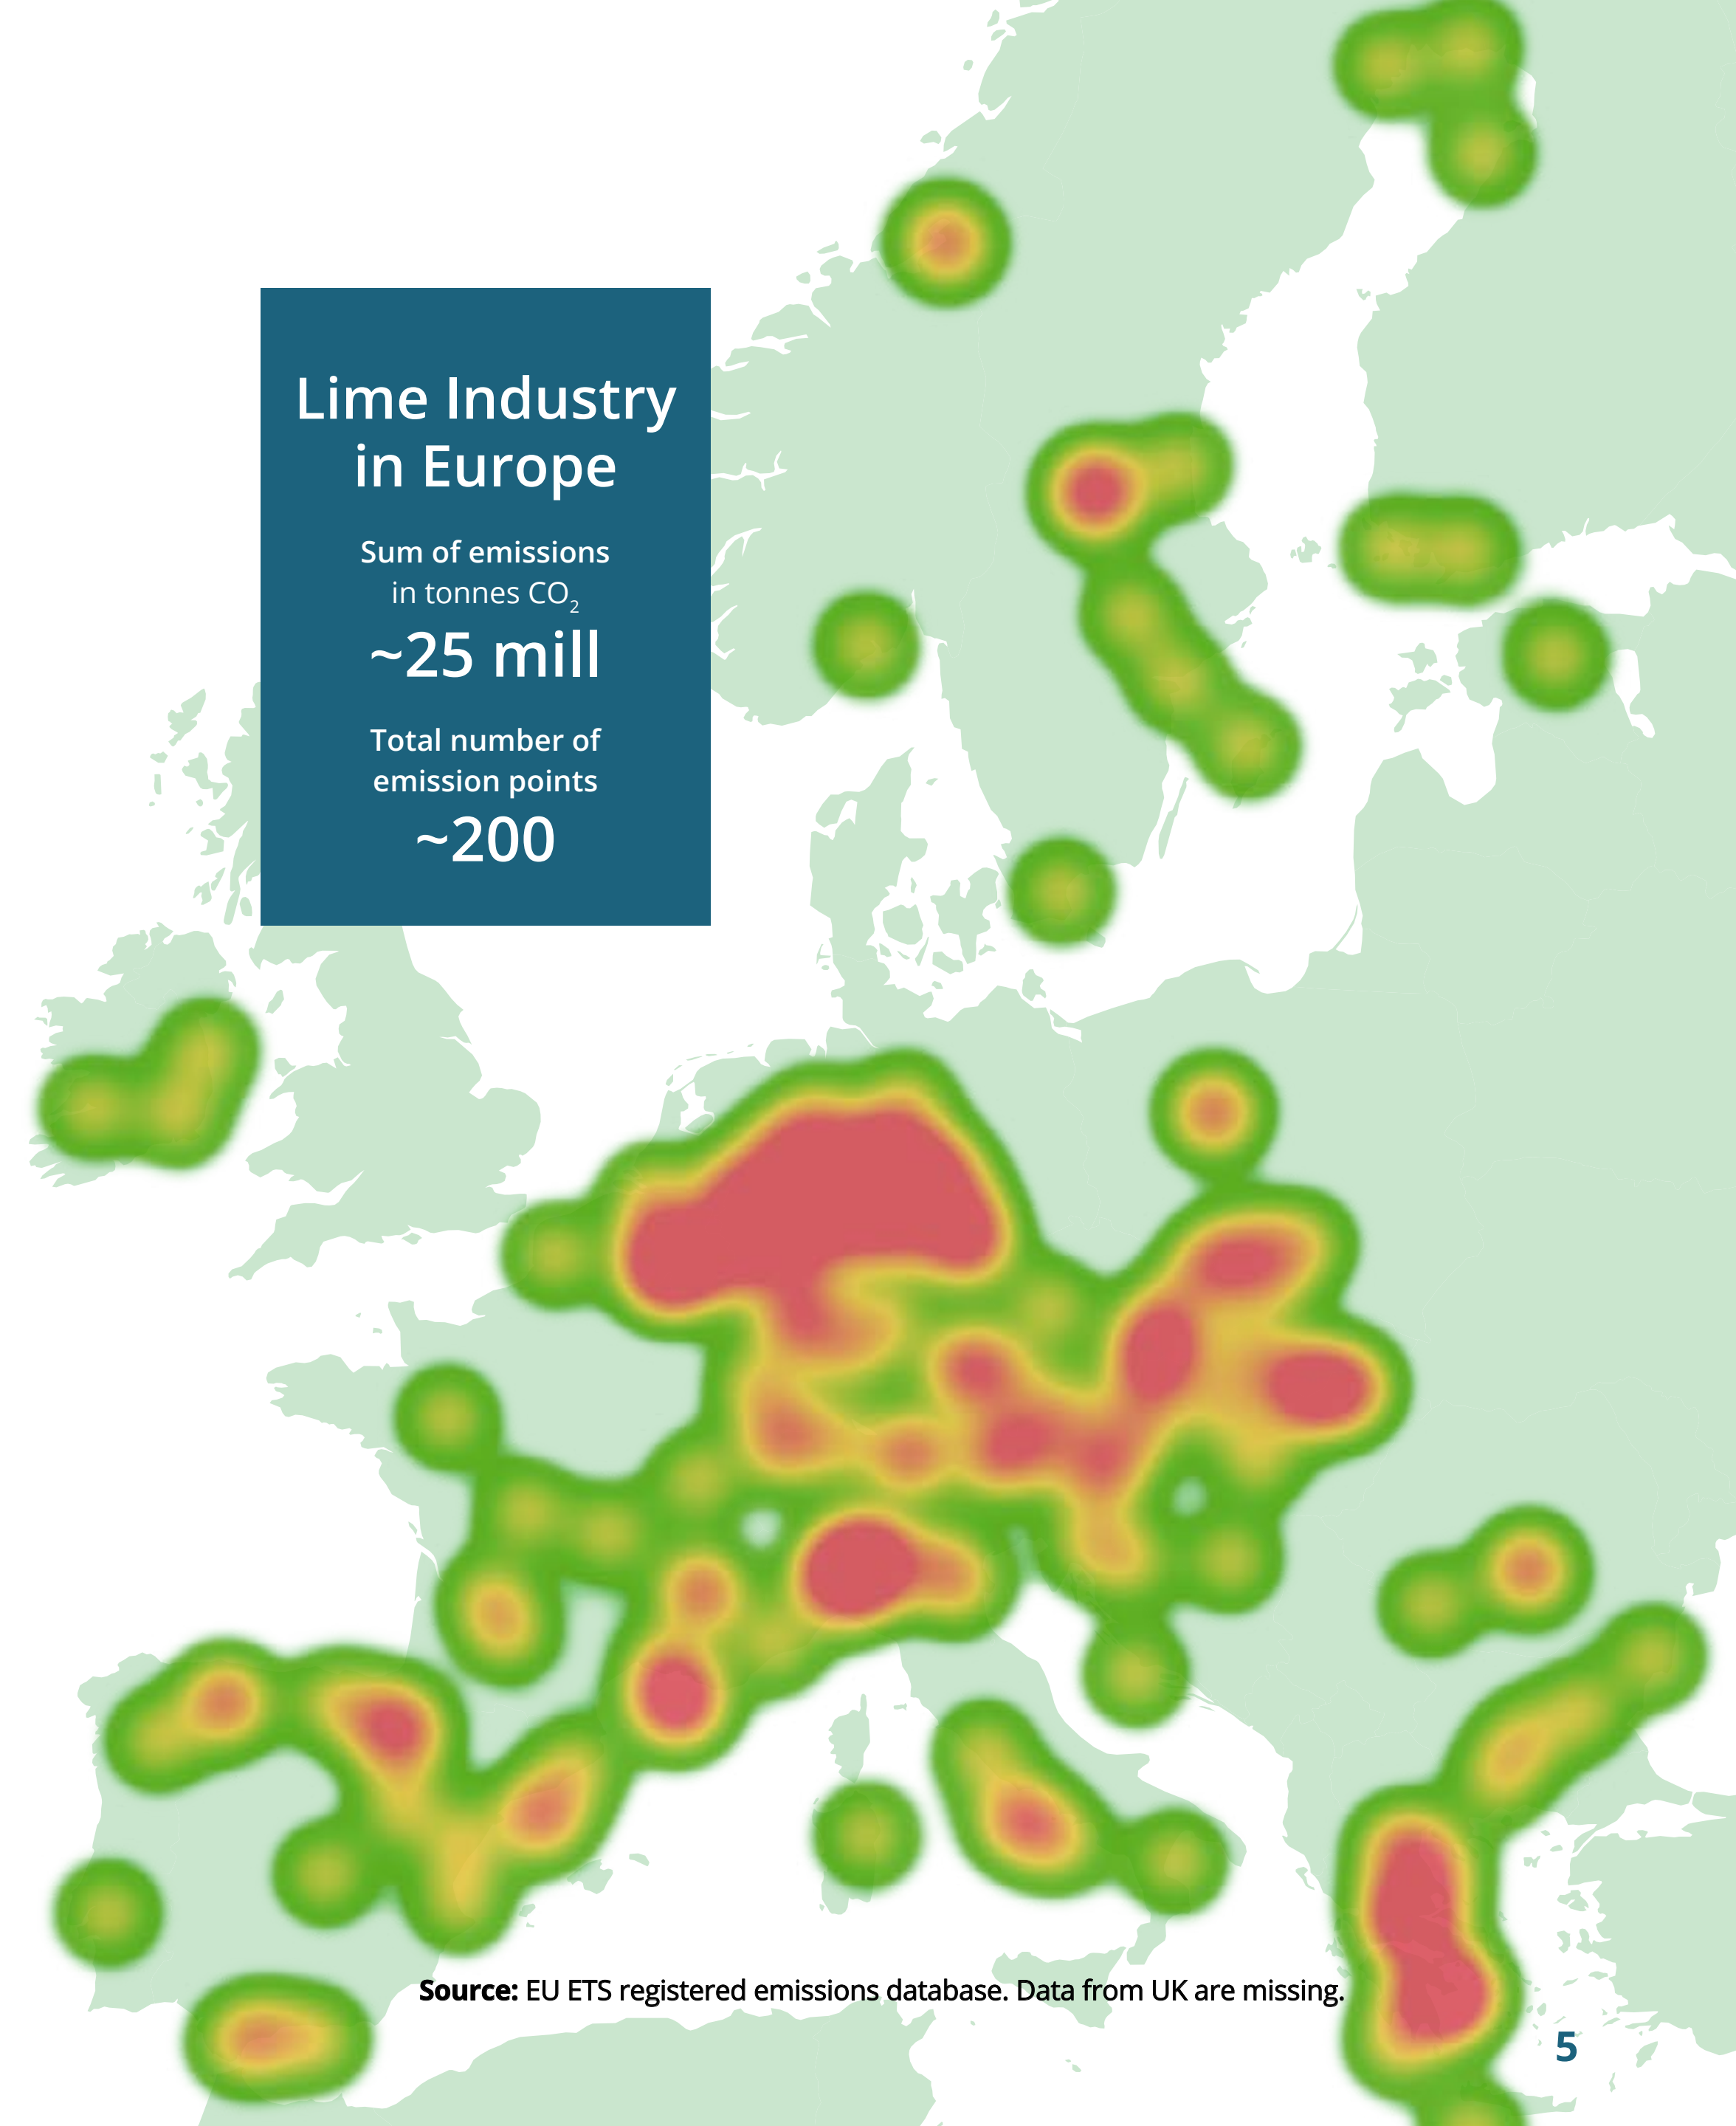 Lime Industry
in Europe
Sum of emissions
in tonnes CO₂
~25 mill
Total number of
emission points
~200
Source: EU ETS registered emissions database. Data from UK are missing.
5